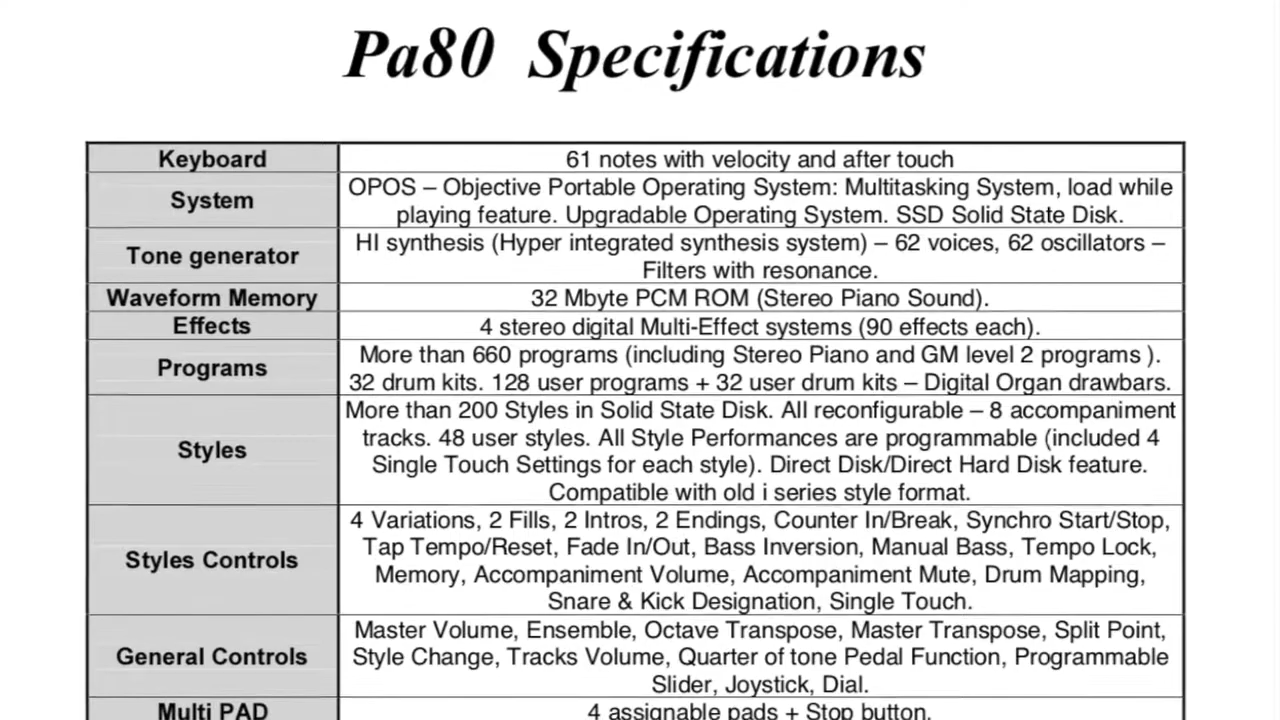 Pa80 Specifications
Keyboard
61 notes with velocity and after touch
System
OPOS – Objective Portable Operating System: Multitasking System, load while
playing feature. Upgradable Operating System. SSD Solid State Disk.
Tone generator
HI synthesis (Hyper integrated synthesis system) – 62 voices, 62 oscillators –
Filters with resonance.
Waveform Memory
32 Mbyte PCM ROM (Stereo Piano Sound).
Effects
4 stereo digital Multi-Effect systems (90 effects each).
Programs
More than 660 programs (including Stereo Piano and GM level 2 programs ).
32 drum kits. 128 user programs + 32 user drum kits – Digital Organ drawbars.
Styles
More than 200 Styles in Solid State Disk. All reconfigurable – 8 accompaniment
tracks. 48 user styles. All Style Performances are programmable (included 4
Single Touch Settings for each style). Direct Disk/Direct Hard Disk feature.
Compatible with old i series style format.
Styles Controls
4 Variations, 2 Fills, 2 Intros, 2 Endings, Counter In/Break, Synchro Start/Stop,
Tap Tempo/Reset, Fade In/Out, Bass Inversion, Manual Bass, Tempo Lock,
Memory, Accompaniment Volume, Accompaniment Mute, Drum Mapping,
Snare & Kick Designation, Single Touch.
General Controls
Master Volume, Ensemble, Octave Transpose, Master Transpose, Split Point,
Style Change, Tracks Volume, Quarter of tone Pedal Function, Programmable
Slider, Joystick, Dial.
Multi PAD
4 assignable pads + Stop button.